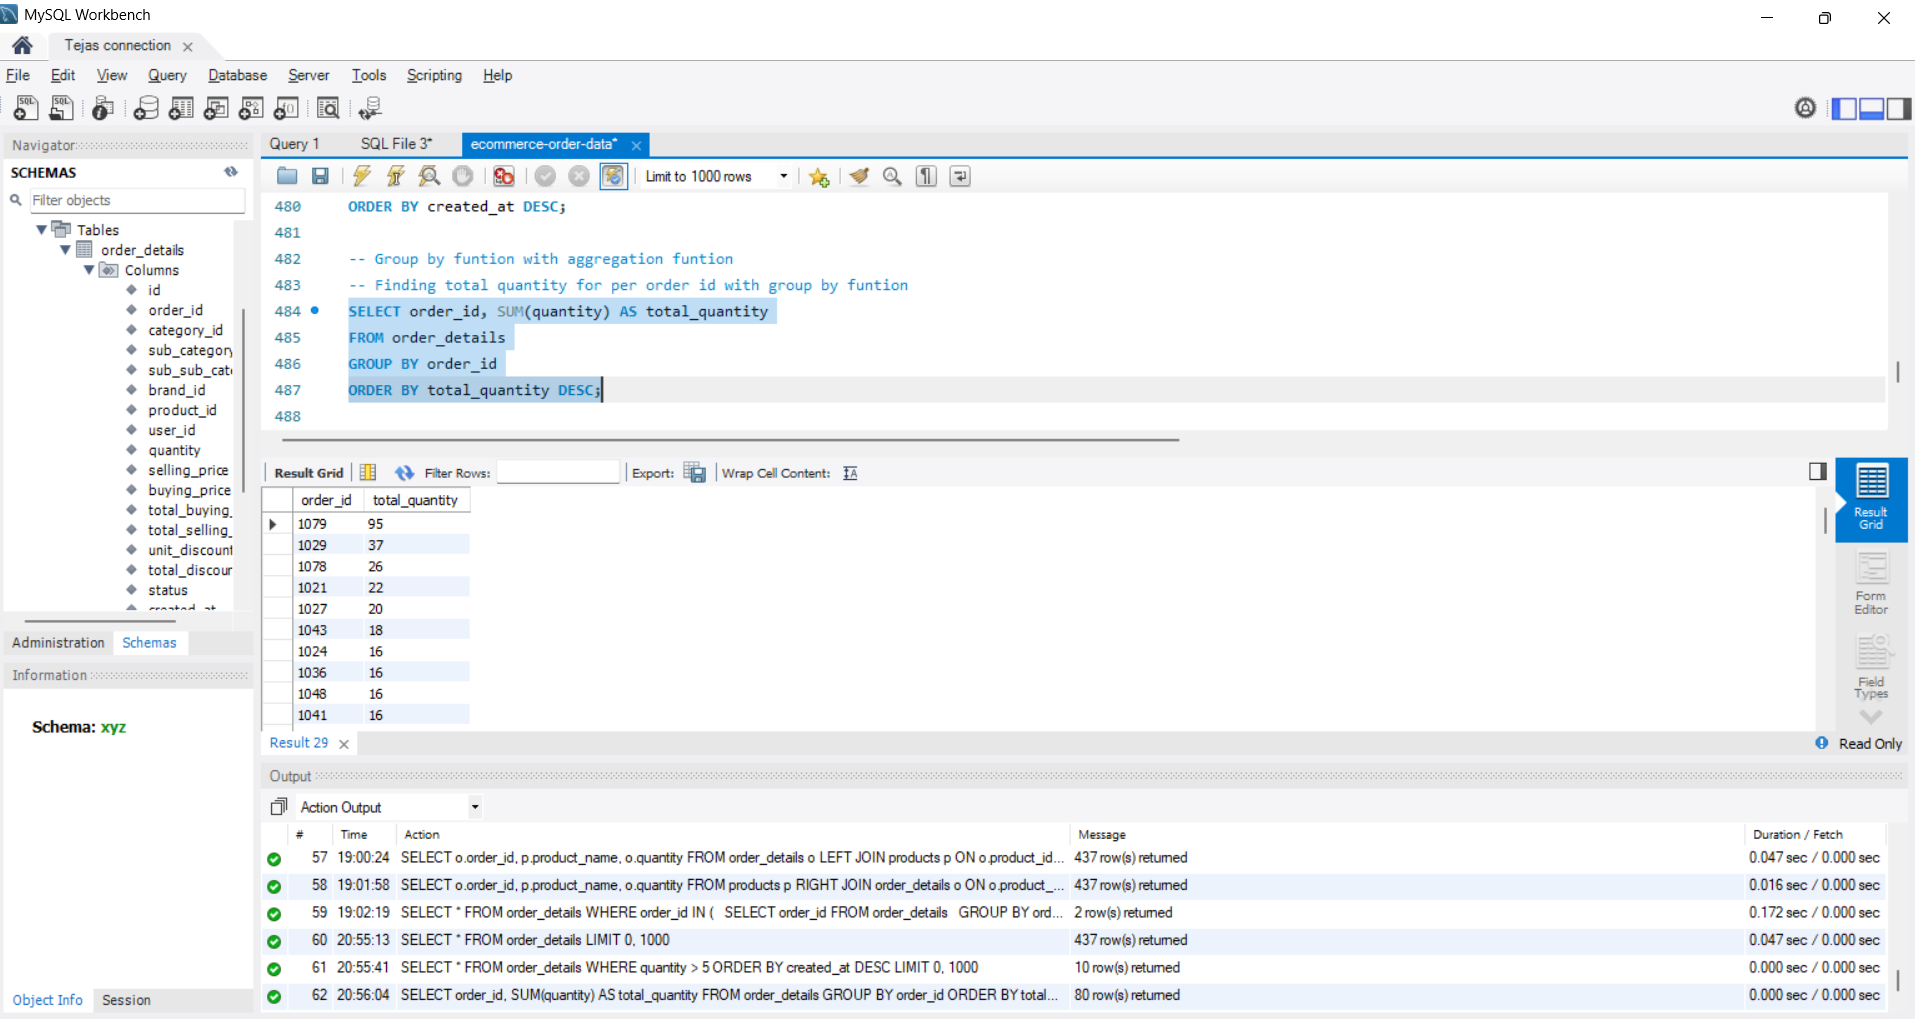 MySQL Workbench
Tejas connection
File Edit View Query Database Server Tools Scripting Help
Navigator
SCHEMAS
Filter objects
Tables
order_details
Columns
id
order_id
category_id
sub_category
sub_sub_cat
brand_id
product_id
user_id
quantity
selling_price
buying_price
total_buying_
total_selling_
unit_discount
total_discour
status
created_at
Administration Schemas
Information
Schema: xyz
Object Info Session
Query 1 SQL File 3* ecommerce-order-data*
Limit to 1000 rows
480 ORDER BY created_at DESC;
481
482 -- Group by funtion with aggregation funtion
483 -- Finding total quantity for per order id with group by funtion
484 SELECT order_id, SUM(quantity) AS total_quantity
485 FROM order_details
486 GROUP BY order_id
487 ORDER BY total_quantity DESC;
488
Result Grid Filter Rows: Export: Wrap Cell Content:
order_id total_quantity
1079 95
1029 37
1078 26
1021 22
1027 20
1043 18
1024 16
1036 16
1048 16
1041 16
Result Grid
Form Editor
Field Types
Result 29
Read Only
Output
Action Output
# Time Action Message Duration / Fetch
57 19:00:24 SELECT o.order_id, p.product_name, o.quantity FROM order_details o LEFT JOIN products p ON o.product_id... 437 row(s) returned 0.047 sec / 0.000 sec
58 19:01:58 SELECT o.order_id, p.product_name, o.quantity FROM products p RIGHT JOIN order_details o ON o.product_... 437 row(s) returned 0.016 sec / 0.000 sec
59 19:02:19 SELECT * FROM order_details WHERE order_id IN ( SELECT order_id FROM order_details GROUP BY ord... 2 row(s) returned 0.172 sec / 0.000 sec
60 20:55:13 SELECT * FROM order_details LIMIT 0, 1000 437 row(s) returned 0.047 sec / 0.000 sec
61 20:55:41 SELECT * FROM order_details WHERE quantity > 5 ORDER BY created_at DESC LIMIT 0, 1000 10 row(s) returned 0.000 sec / 0.000 sec
62 20:56:04 SELECT order_id, SUM(quantity) AS total_quantity FROM order_details GROUP BY order_id ORDER BY total... 80 row(s) returned 0.000 sec / 0.000 sec